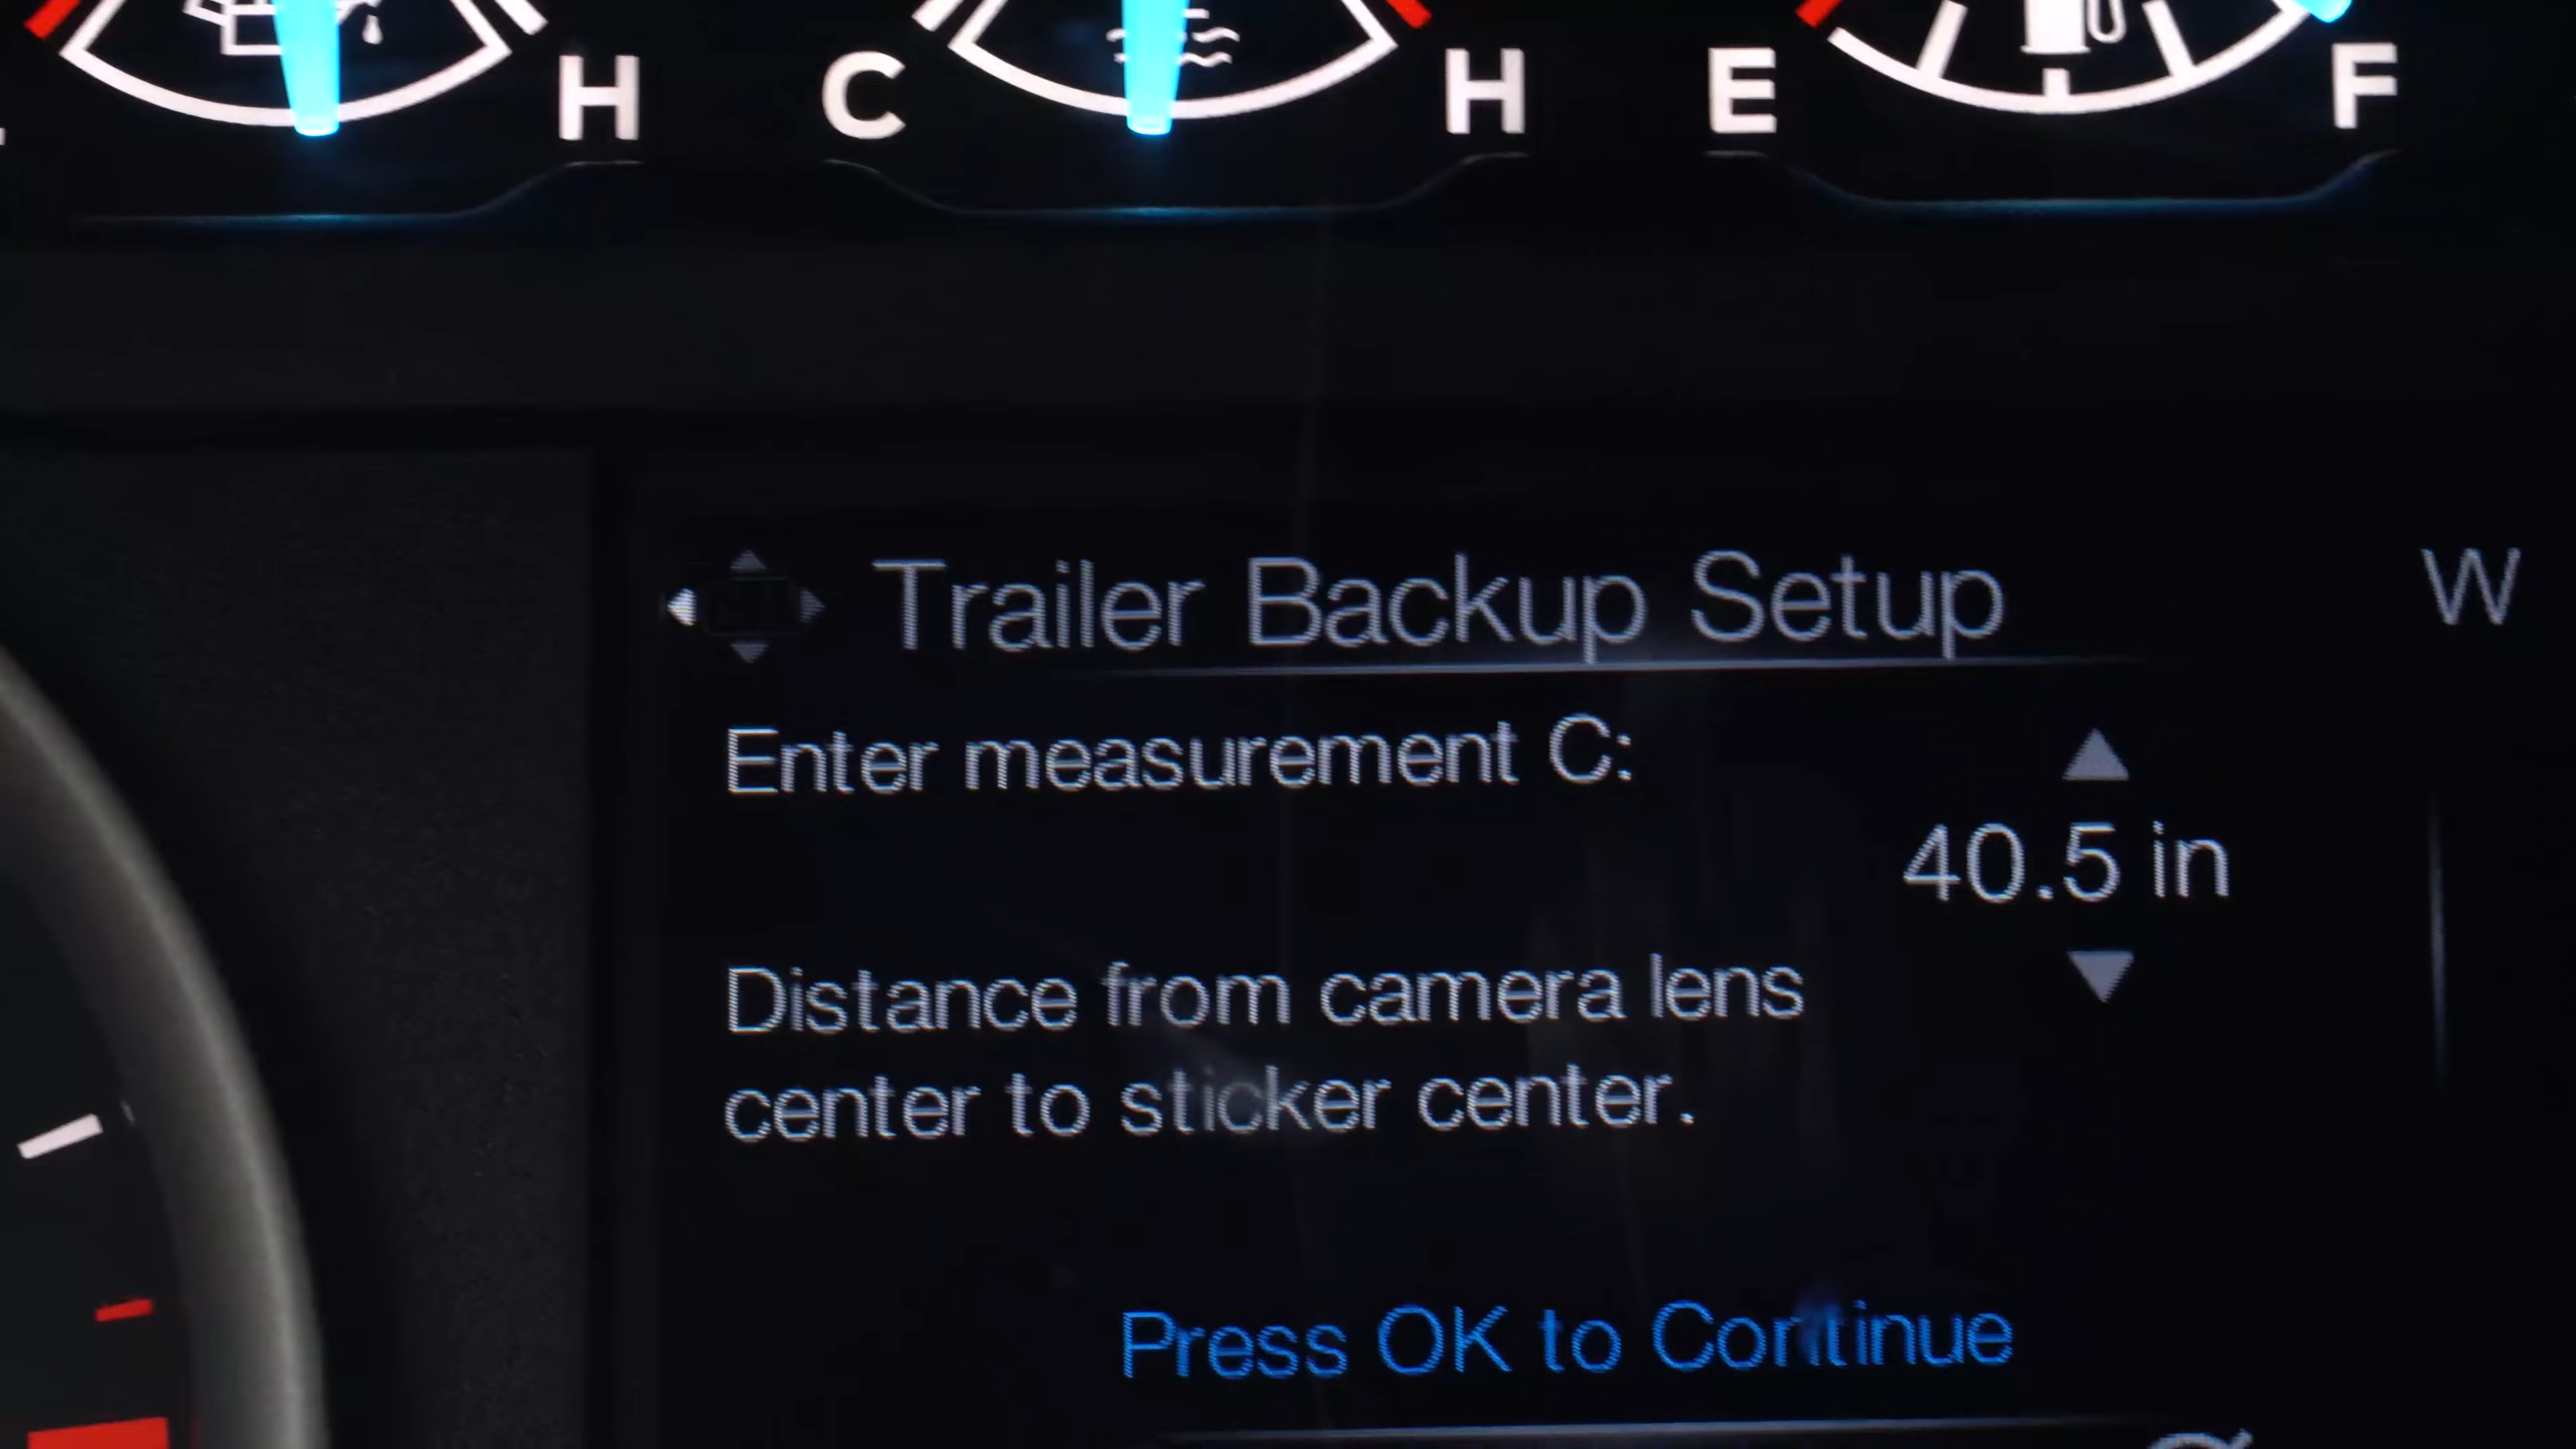 H
C
H
E
F
Trailer Backup Setup
W
Enter measurement C:
40.5 in
Distance from camera lens
center to sticker center.
Press OK to Continue